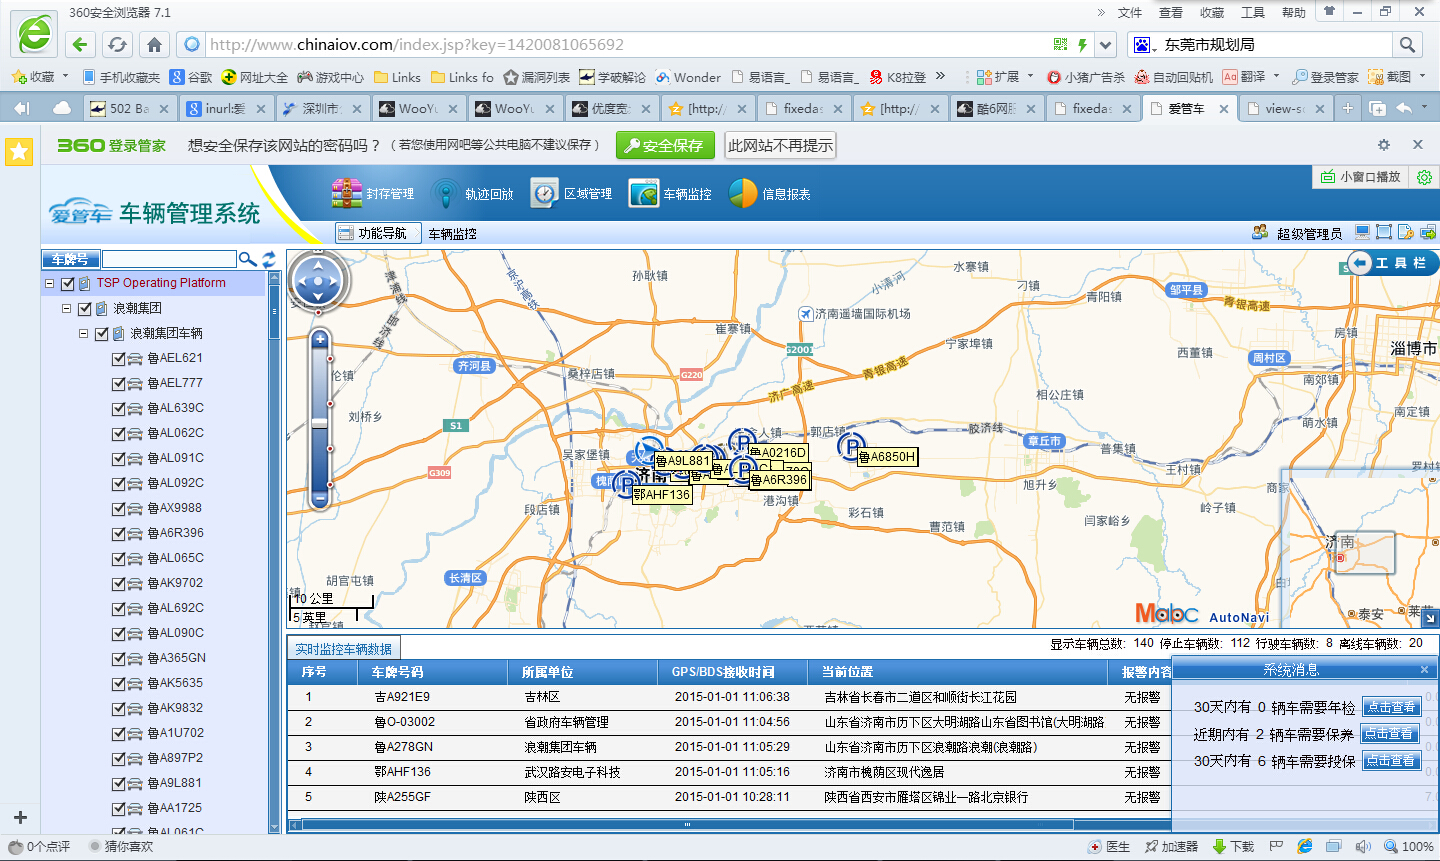 360安全浏览器 7.1
» 文件 查看 收藏 工具 帮助
http://www.chinaiov.com/index.jsp?key=1420081065692
东莞市规划局
收藏 手机收藏夹 谷歌 网址大全 游戏中心 Links Links fo 漏洞列表 学破解论 Wonder 易语言_ 易语言_ K8拉登 » 扩展 小猪广告杀 自动回贴机 翻译 登录管家 截图
502 Ba inurl:爱 深圳市 WooYu WooYu 优度宽 [http:/ fixedas [http:/ 酷6网 fixedas 爱管车 view-so
360 登录管家 想安全保存该网站的密码吗？（若您使用网吧等公共电脑不建议保存） 安全保存 此网站不再提示
爱管车 车辆管理系统
封存管理 轨迹回放 区域管理 车辆监控 信息报表
小窗口播放
功能导航 车辆监控
超级管理员
车牌号
TSP Operating Platform
浪潮集团
浪潮集团车辆
鲁AEL621
鲁AEL777
鲁AL639C
鲁AL062C
鲁AL091C
鲁AL092C
鲁AX9988
鲁A6R396
鲁AL065C
鲁AK9702
鲁AL692C
鲁AL090C
鲁A365GN
鲁AK5635
鲁AK9832
鲁A1U702
鲁A897P2
鲁A9L881
鲁AA1725
鲁AL061C
工具栏
京沪高铁
孙耿镇
水寨镇
小清河
刁镇
青阳镇
邹平县
青银高速
济南遥墙国际机场
崔寨镇
G2001
宁家埠镇
西董镇
房镇
淄博市
周村区
齐河县
桑梓店镇
G220
青银高速
济广高速
南郊镇
伦镇
刘桥乡
相公庄镇
南定镇
萌水镇
S1
郭店镇
胶济线
章丘市
普集镇
吴家堡镇
G309
王村镇
罗村镇
鲁A9L881
鲁A0216D
鲁A6850H
鲁A6R396
鄂AHF136
济南
港沟镇
旭升乡
商家
段店镇
彩石镇
曹范镇
闫家峪乡
岭子镇
胡官屯镇
长清区
10 公里
5 英里
济南
泰安
莱芜
Mabc AutoNavi
实时监控车辆数据
显示车辆总数: 140 停止车辆数: 112 行驶车辆数: 8 离线车辆数: 20
序号 车牌号码 所属单位 GPS/BDS接收时间 当前位置 报警内容
1 吉A921E9 吉林区 2015-01-01 11:06:38 吉林省长春市二道区和顺街长江花园 无报警
2 鲁O-03002 省政府车辆管理 2015-01-01 11:04:56 山东省济南市历下区大明湖路山东省图书馆(大明湖路 无报警
3 鲁A278GN 浪潮集团车辆 2015-01-01 11:05:29 山东省济南市历下区浪潮路浪潮(浪潮路) 无报警
4 鄂AHF136 武汉路安电子科技 2015-01-01 11:05:16 济南市槐荫区现代逸居 无报警
5 陕A255GF 陕西区 2015-01-01 10:28:11 陕西省西安市雁塔区锦业一路北京银行 无报警
系统消息
30天内有 0 辆车需要年检 点击查看
近期内有 2 辆车需要保养 点击查看
30天内有 6 辆车需要投保 点击查看
0个点评 猜你喜欢
医生 加速器 下载 100%